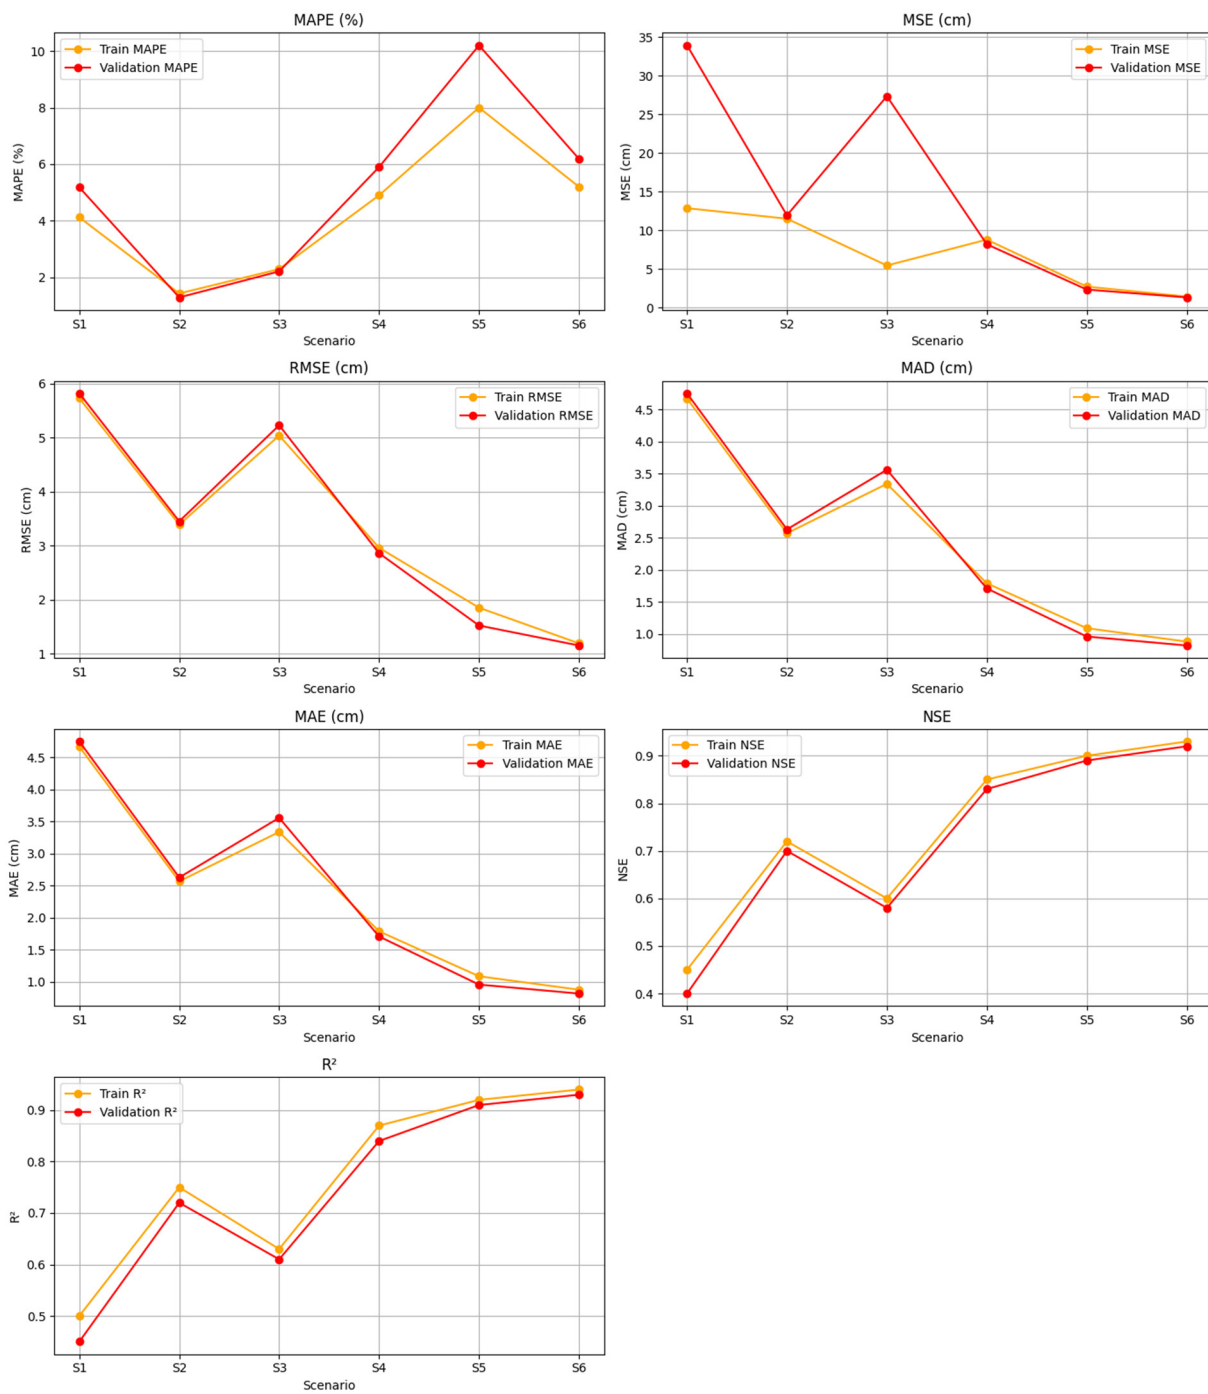 MAPE (%)
MAPE (%)
10
8
6
4
2
Train MAPE
Validation MAPE
S1 S2 S3 S4 S5 S6
Scenario
MSE (cm)
MSE (cm)
35
30
25
20
15
10
5
0
Train MSE
Validation MSE
S1 S2 S3 S4 S5 S6
Scenario
RMSE (cm)
RMSE (cm)
6
5
4
3
2
1
Train RMSE
Validation RMSE
S1 S2 S3 S4 S5 S6
Scenario
MAD (cm)
MAD (cm)
4.5
4.0
3.5
3.0
2.5
2.0
1.5
1.0
Train MAD
Validation MAD
S1 S2 S3 S4 S5 S6
Scenario
MAE (cm)
MAE (cm)
4.5
4.0
3.5
3.0
2.5
2.0
1.5
1.0
Train MAE
Validation MAE
S1 S2 S3 S4 S5 S6
Scenario
NSE
NSE
0.9
0.8
0.7
0.6
0.5
0.4
Train NSE
Validation NSE
S1 S2 S3 S4 S5 S6
Scenario
R²
R²
0.9
0.8
0.7
0.6
0.5
Train R²
Validation R²
S1 S2 S3 S4 S5 S6
Scenario